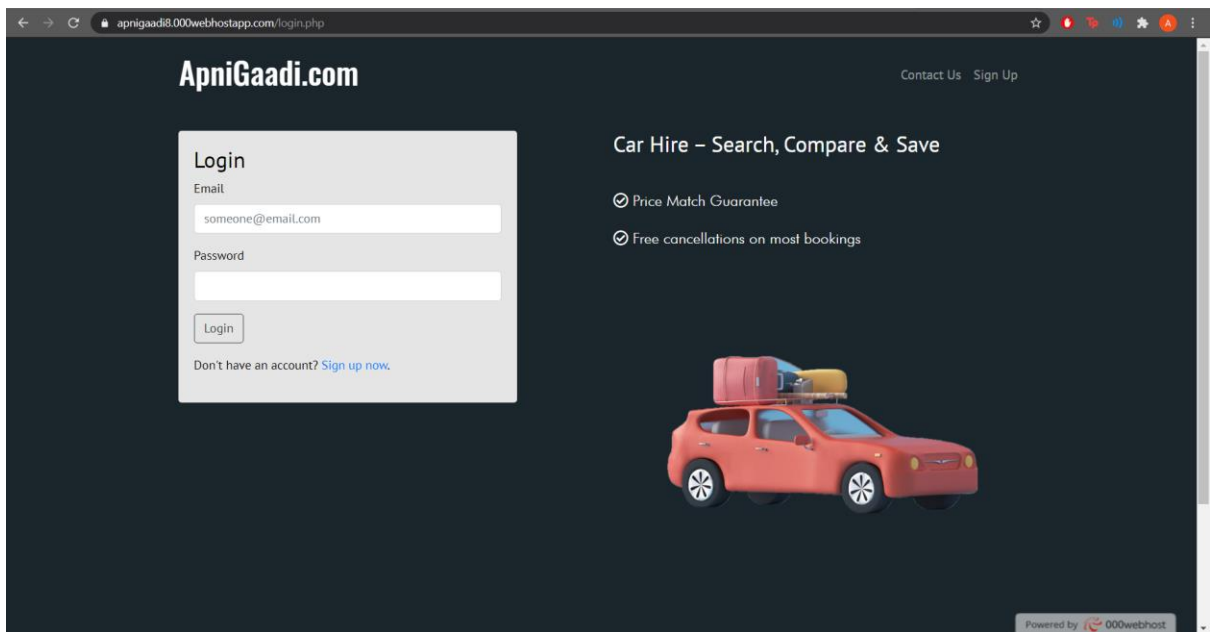 apnigaadi8.000webhostapp.com/login.php
ApniGaadi.com
Contact Us Sign Up
Login
Email
someone@email.com
Password
Login
Don't have an account? Sign up now.
Car Hire – Search, Compare & Save
Price Match Guarantee
Free cancellations on most bookings
Powered by 000webhost